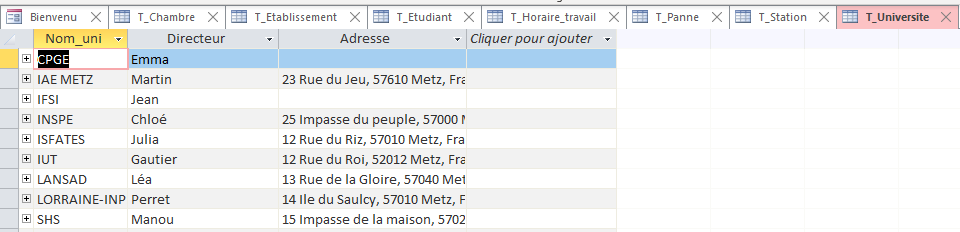 Bienvenu T_Chambre T_Etablissement T_Etudiant T_Horaire_travail T_Panne T_Station T_Universite
Nom_uni Directeur Adresse Cliquer pour ajouter
CPGE Emma
IAE METZ Martin 23 Rue du Jeu, 57610 Metz, Fra
IFSI Jean
INSPE Chloé 25 Impasse du peuple, 57000 M
ISFATES Julia 12 Rue du Riz, 57010 Metz, Fra
IUT Gautier 12 Rue du Roi, 52012 Metz, Fra
LANSAD Léa 13 Rue de la Gloire, 57040 Met
LORRAINE-INP Perret 14 Ile du Saulcy, 57010 Metz, F
SHS Manou 15 Impasse de la maison, 5702